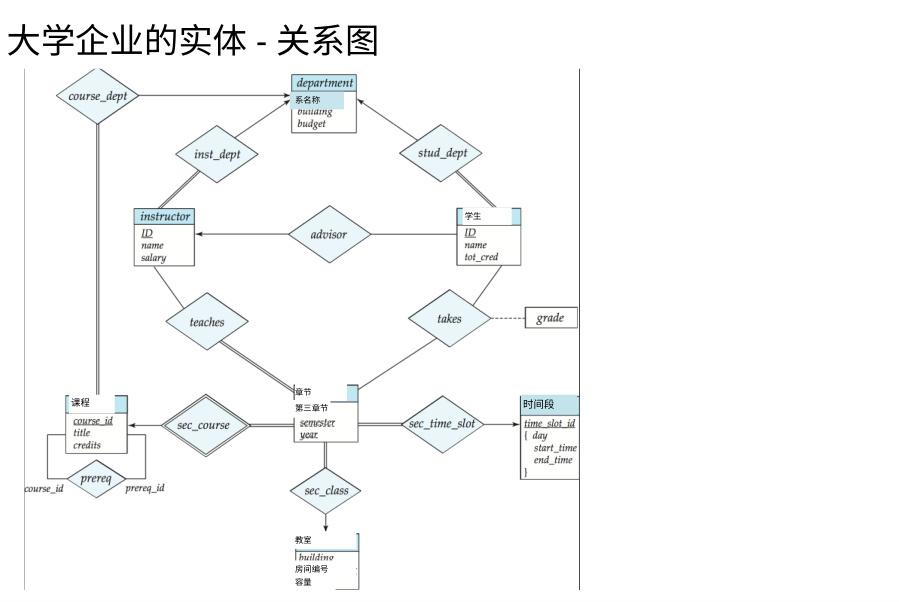 大学企业的实体 - 关系图
course_dept
department
系名称
building
budget
inst_dept
stud_dept
instructor
ID
name
salary
advisor
学生
ID
name
tot_cred
teaches
takes
grade
课程
course_id
title
credits
sec_course
章节
第三章节
semester
year
sec_time_slot
时间段
time_slot_id
{ day
start_time
end_time
}
prereq
course_id
prereq_id
sec_class
教室
building
房间编号
容量